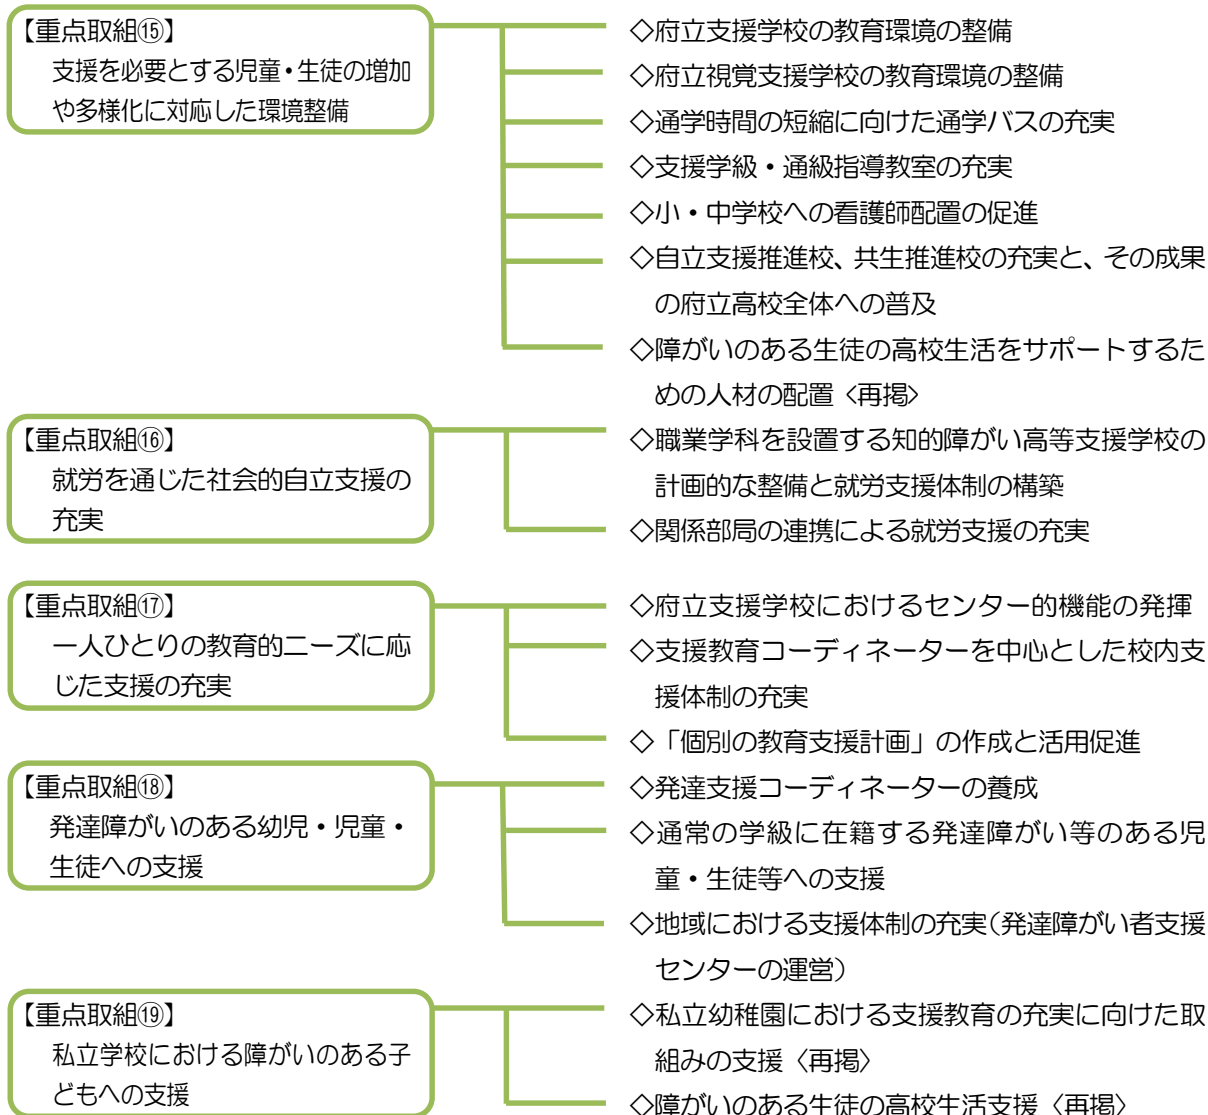 【重点取組⑮】
支援を必要とする児童・生徒の増加
や多様化に対応した環境整備
◇府立支援学校の教育環境の整備
◇府立視覚支援学校の教育環境の整備
◇通学時間の短縮に向けた通学バスの充実
◇支援学級・通級指導教室の充実
◇小・中学校への看護師配置の促進
◇自立支援推進校、共生推進校の充実と、その成果
の府立高校全体への普及
◇障がいのある生徒の高校生活をサポートするた
めの人材の配置〈再掲〉
【重点取組⑯】
就労を通じた社会的自立支援の
充実
◇職業学科を設置する知的障がい高等支援学校の
計画的な整備と就労支援体制の構築
◇関係部局の連携による就労支援の充実
【重点取組⑰】
一人ひとりの教育的ニーズに応
じた支援の充実
◇府立支援学校におけるセンター的機能の発揮
◇支援教育コーディネーターを中心とした校内支
援体制の充実
◇「個別の教育支援計画」の作成と活用促進
【重点取組⑱】
発達障がいのある幼児・児童・
生徒への支援
◇発達支援コーディネーターの養成
◇通常の学級に在籍する発達障がい等のある児
童・生徒等への支援
◇地域における支援体制の充実（発達障がい者支援
センターの運営）
【重点取組⑲】
私立学校における障がいのある子
どもへの支援
◇私立幼稚園における支援教育の充実に向けた取
組みの支援〈再掲〉
◇障がいのある生徒の高校生活支援〈再掲〉